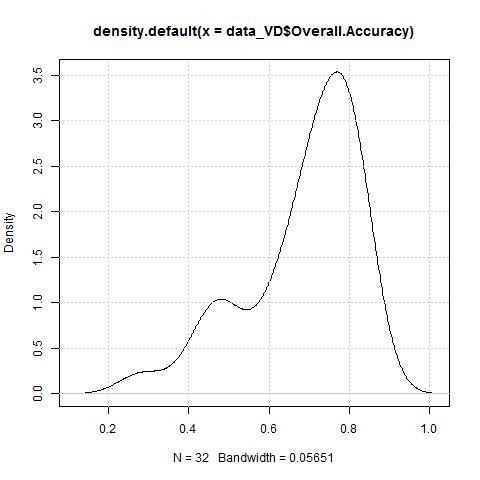 density.default(x = data_VD$Overall.Accuracy)
3.5
3.0
2.5
2.0
1.5
1.0
0.5
0.0
Density
0.2 0.4 0.6 0.8 1.0
N = 32 Bandwidth = 0.05651